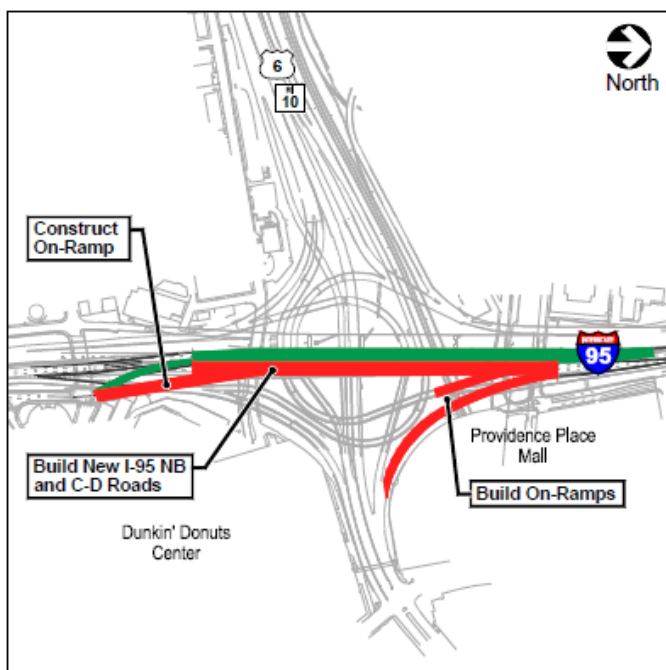 North
6
10
Construct
On-Ramp
95
Build New I-95 NB
and C-D Roads
Providence Place
Mall
Build On-Ramps
Dunkin' Donuts
Center